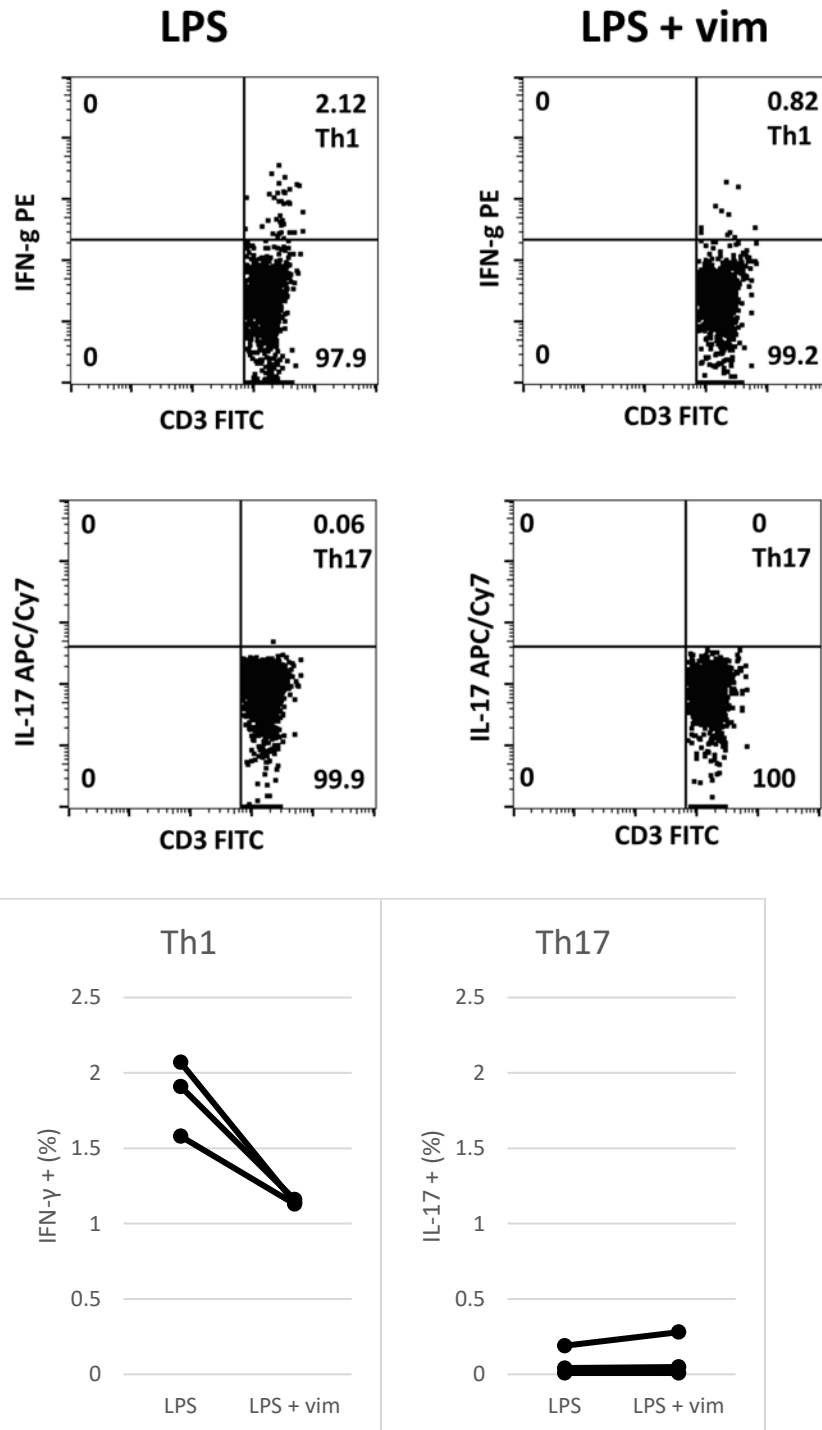 LPS
LPS + vim
0
2.12
Th1
IFN-g PE
0
97.9
CD3 FITC
0
0.82
Th1
IFN-g PE
0
99.2
CD3 FITC
0
0.06
Th17
IL-17 APC/Cy7
0
99.9
CD3 FITC
0
0
Th17
IL-17 APC/Cy7
0
100
CD3 FITC
Th1
2.5
2
1.5
1
0.5
0
IFN-γ + (%)
LPS
LPS + vim
Th17
2.5
2
1.5
1
0.5
0
IL-17 + (%)
LPS
LPS + vim